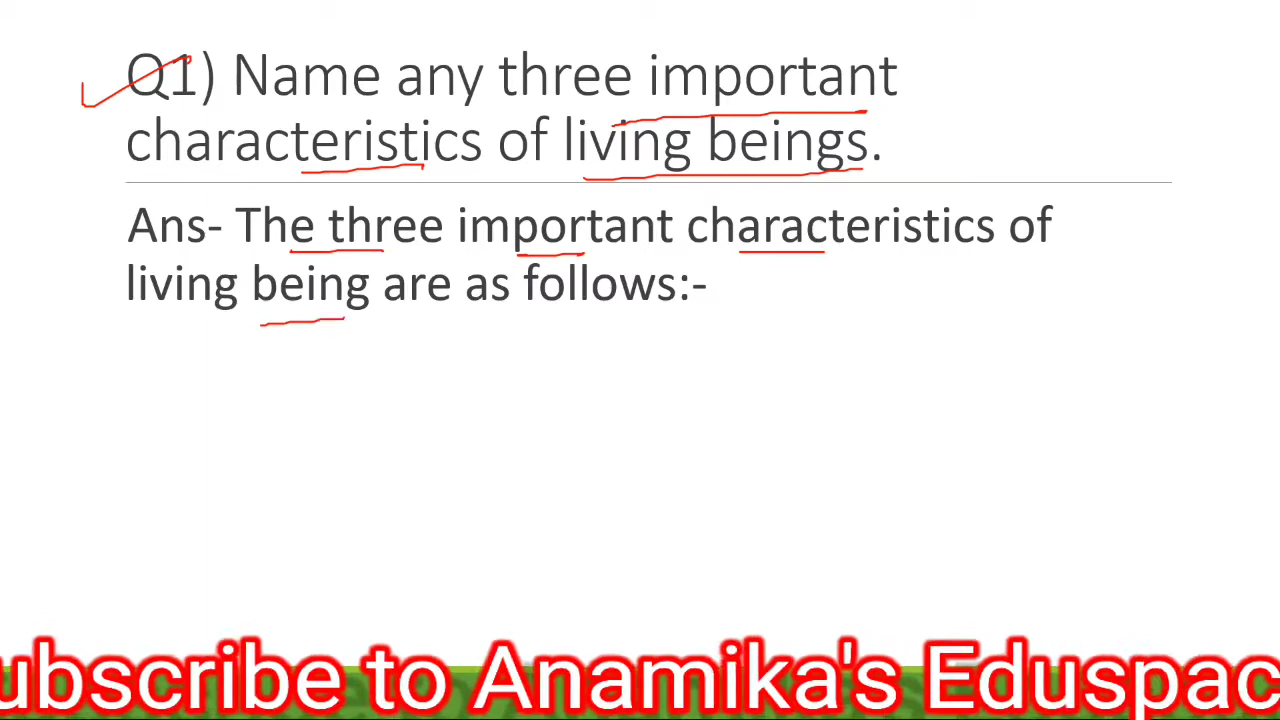 Q1) Name any three important
characteristics of living beings.
Ans- The three important characteristics of
living being are as follows:-
ubscribe to Anamika's Eduspac